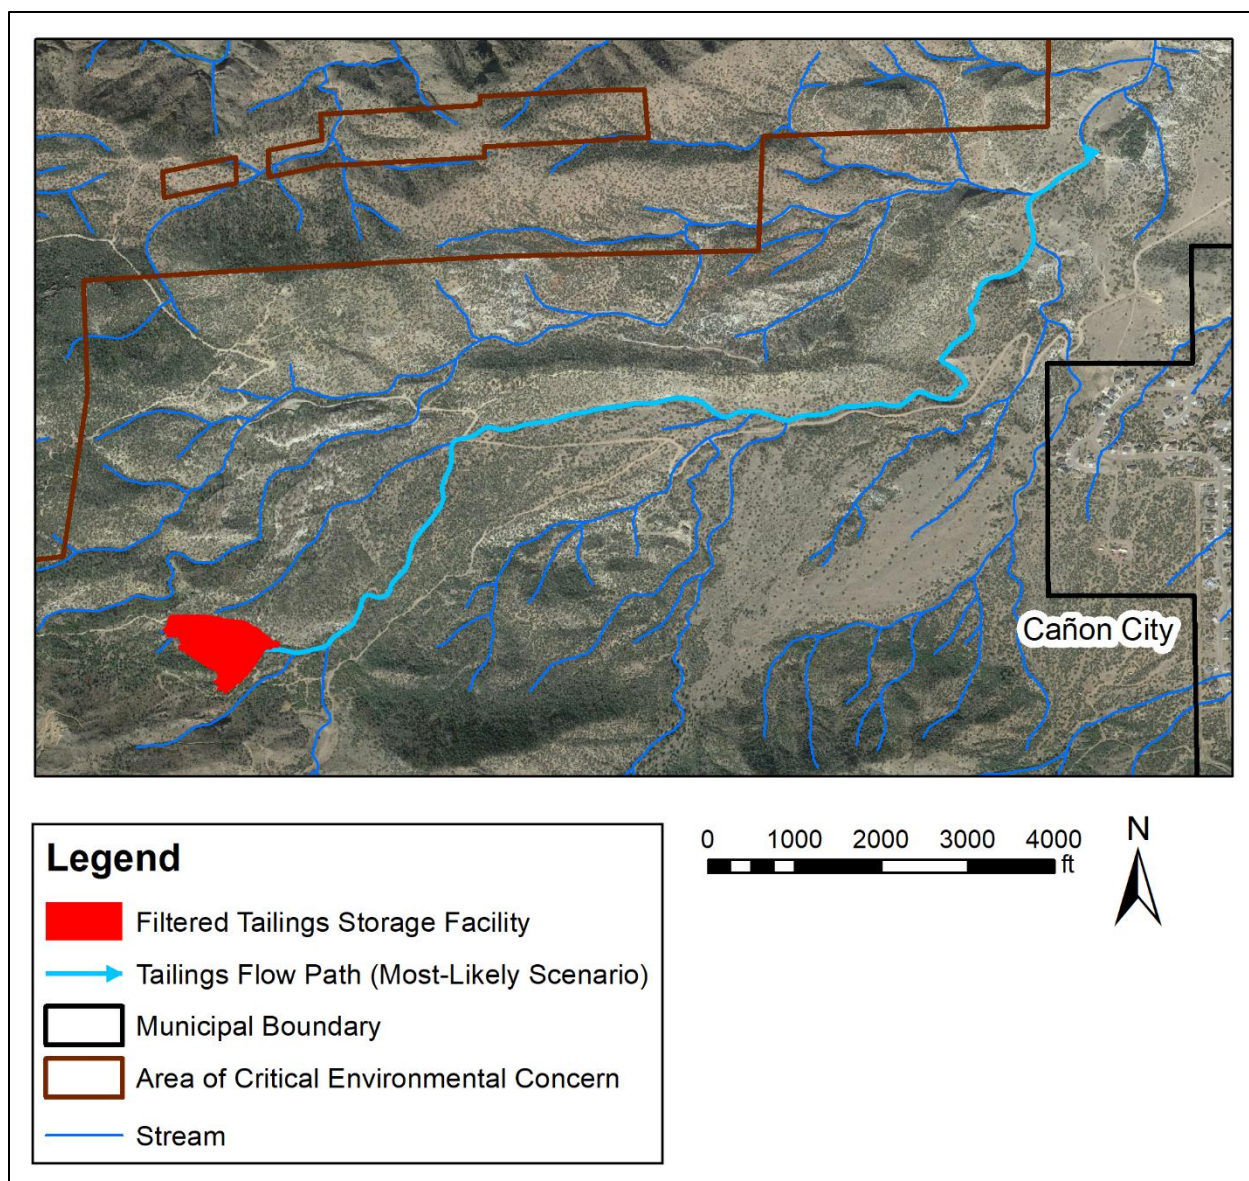 Cañon City
Legend
Filtered Tailings Storage Facility
Tailings Flow Path (Most-Likely Scenario)
Municipal Boundary
Area of Critical Environmental Concern
Stream
0 1000 2000 3000 4000
ft
N